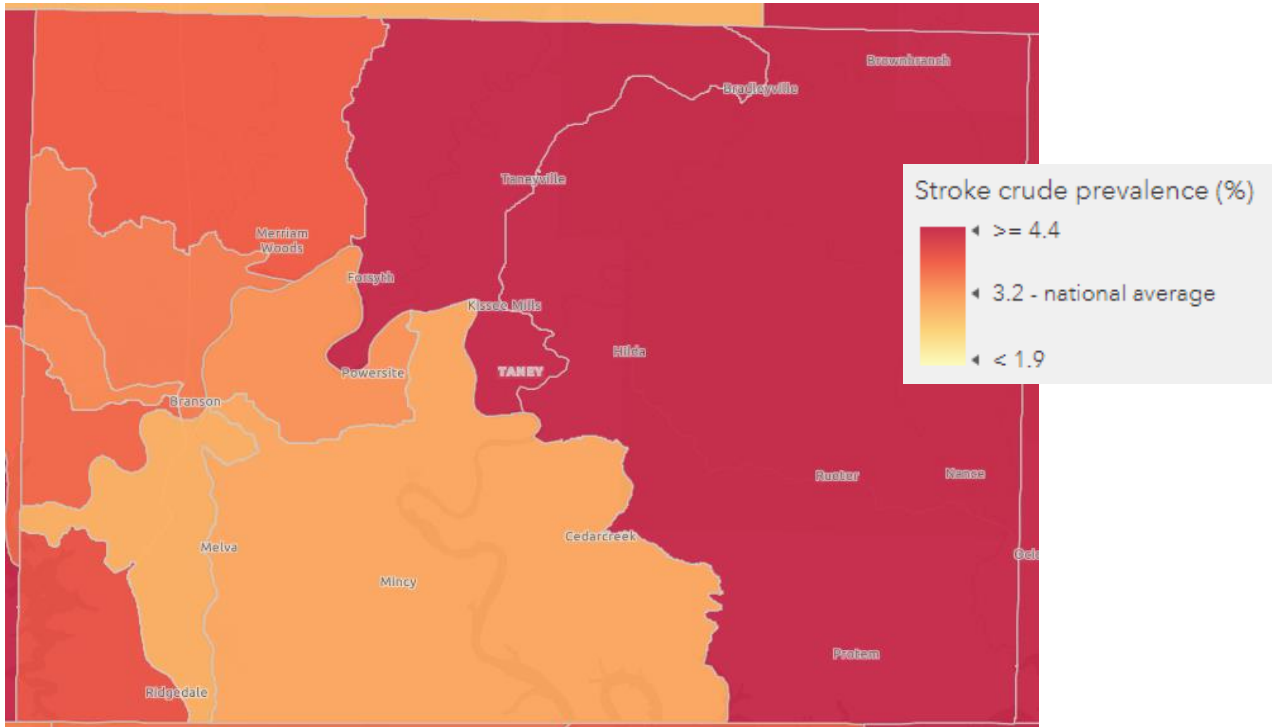 Brownbranch
Bradleyville
Taneyville
Stroke crude prevalence (%)
>= 4.4
3.2 - national average
< 1.9
Merriam
Woods
Forsyth
Kissee Mills
Hilda
Powersite
TANEY
Branson
Rueter
Nance
Cedarcreek
Melva
Mincy
Protem
Ridgedale